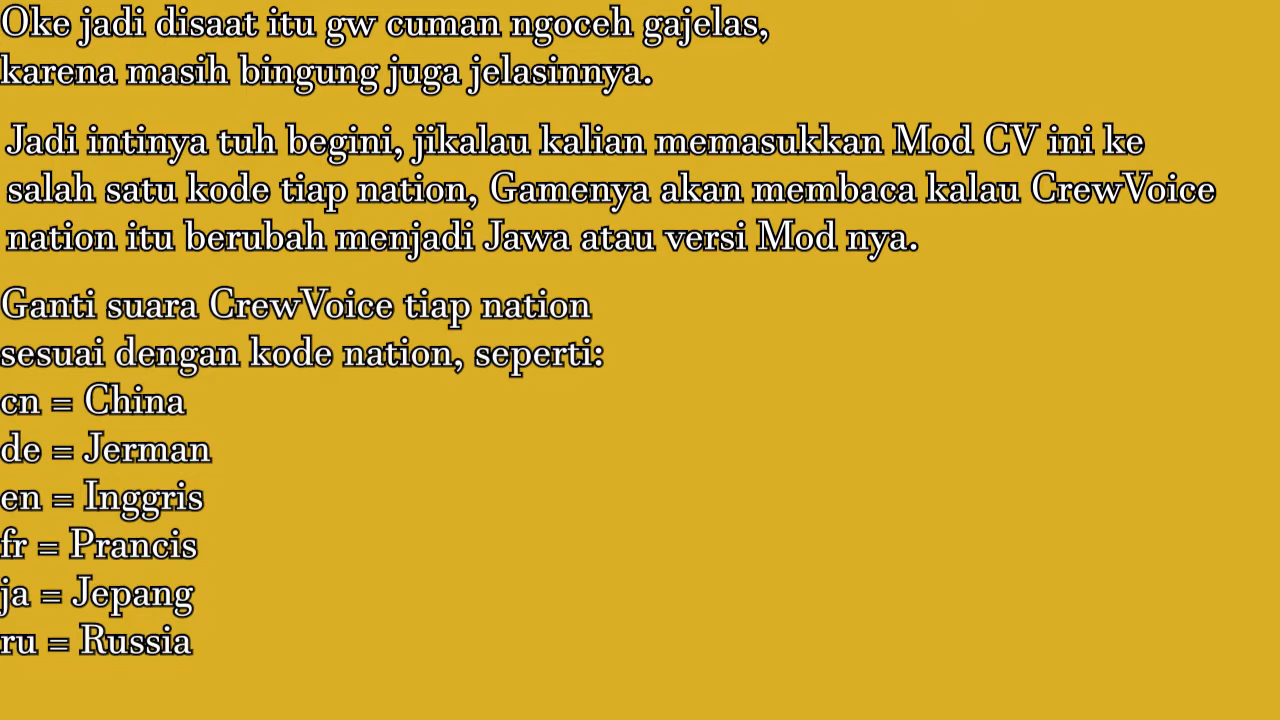 Oke jadi disaat itu gw cuman ngoceh gajelas,
karena masih bingung juga jelasinnya.
Jadi intinya tuh begini, jikalau kalian memasukkan Mod CV ini ke
salah satu kode tiap nation, Gamenya akan membaca kalau CrewVoice
nation itu berubah menjadi Jawa atau versi Mod nya.
Ganti suara CrewVoice tiap nation
sesuai dengan kode nation, seperti:
cn = China
de = Jerman
en = Inggris
fr = Prancis
ja = Jepang
ru = Russia